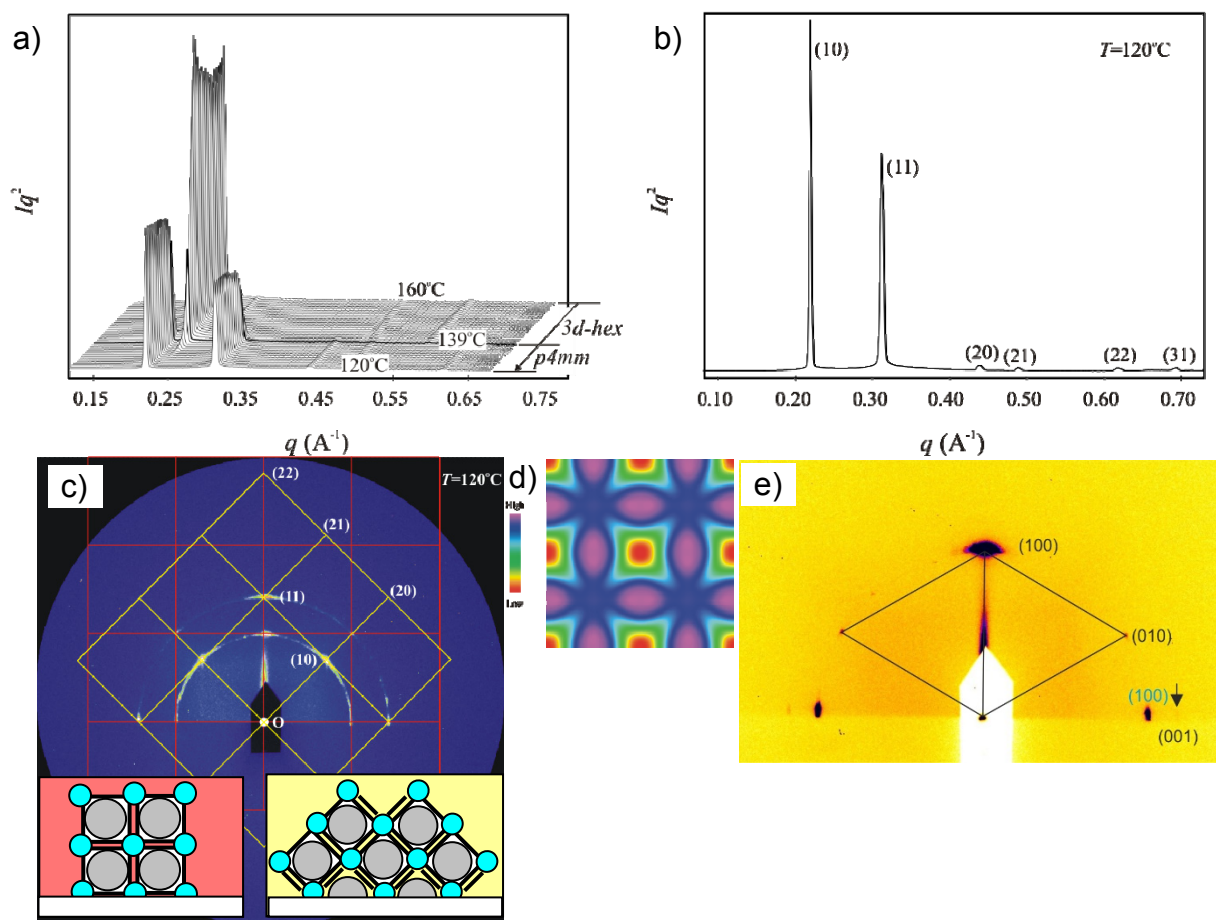 a)
Iq²
160°C
139°C
120°C
3d-hex
p4mm
0.15 0.25 0.35 0.45 0.55 0.65 0.75
q (A⁻¹)
b)
Iq²
T=120°C
(10)
(11)
(20) (21) (22) (31)
0.10 0.20 0.30 0.40 0.50 0.60 0.70
q (A⁻¹)
c)
T=120°C
(22)
(21)
(20)
(11)
(10)
O
d)
High
Low
e)
(100)
(010)
(100)
(001)